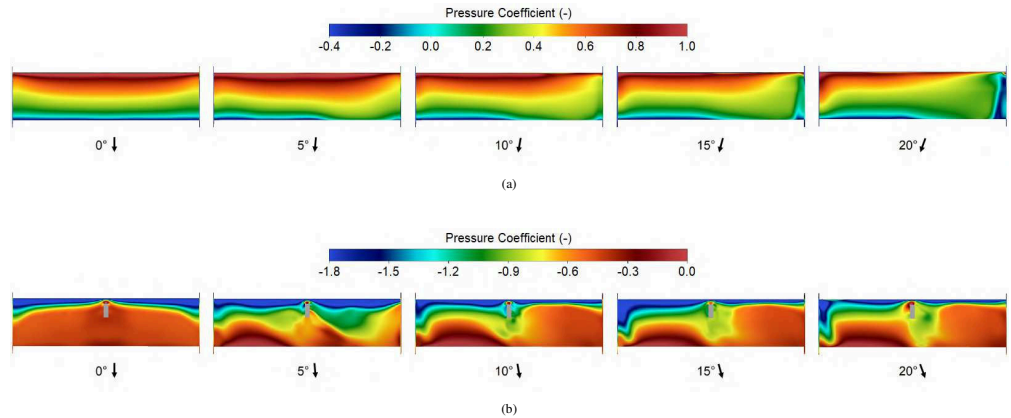 Pressure Coefficient (-)
-0.4 -0.2 0.0 0.2 0.4 0.6 0.8 1.0
0° 5° 10° 15° 20°
(a)
Pressure Coefficient (-)
-1.8 -1.5 -1.2 -0.9 -0.6 -0.3 0.0
0° 5° 10° 15° 20°
(b)